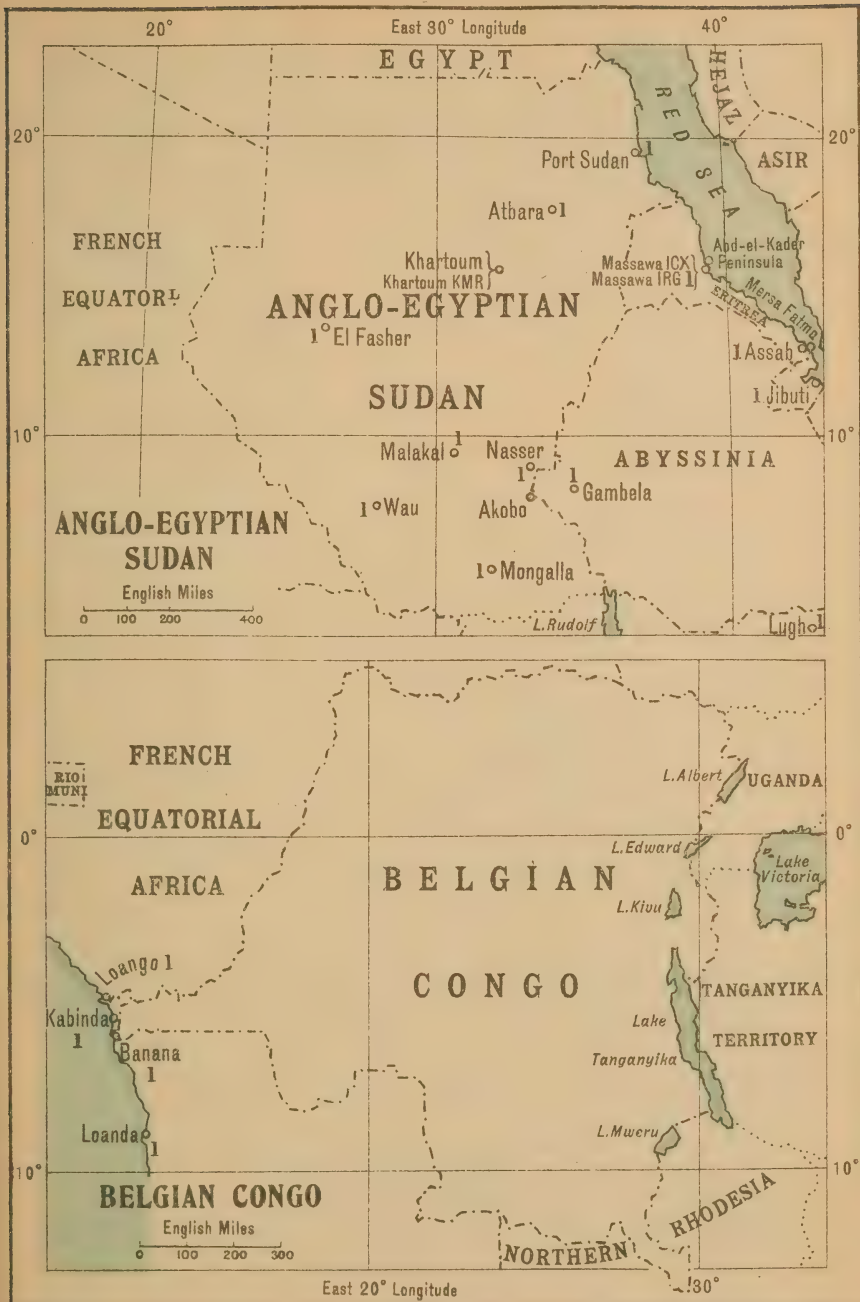 20°
East 30° Longitude
40°
EGYPT
HEJAZ
20°
RED SEA
20°
Port Sudan 1
ASIR
Atbara 1
FRENCH
EQUATORL
AFRICA
Khartoum
Khartoum KMR
Massawa ICX
Massawa IRG 1
Abd-el-Kader
Peninsula
Mersa Fatma
ERITREA
ANGLO-EGYPTIAN
SUDAN
1 El Fasher
1 Assab
1 Jibuti
10°
10°
Malakal 1
Nasser
1
ABYSSINIA
1
Gambela
Akobo
1 Wau
ANGLO-EGYPTIAN
SUDAN
English Miles
0 100 200 400
1 Mongalla
L.Rudolf
Lugh 1
FRENCH
EQUATORIAL
AFRICA
RIO
MUNI
L.Albert
UGANDA
0°
0°
L.Edward
Lake
Victoria
BELGIAN
CONGO
L.Kivu
Loango 1
Kabinda
1
Banana
1
Lake
Tanganyika
TANGANYIKA
TERRITORY
Loanda
1
L.Mweru
10°
10°
BELGIAN CONGO
English Miles
0 100 200 300
NORTHERN
RHODESIA
East 20° Longitude
30°